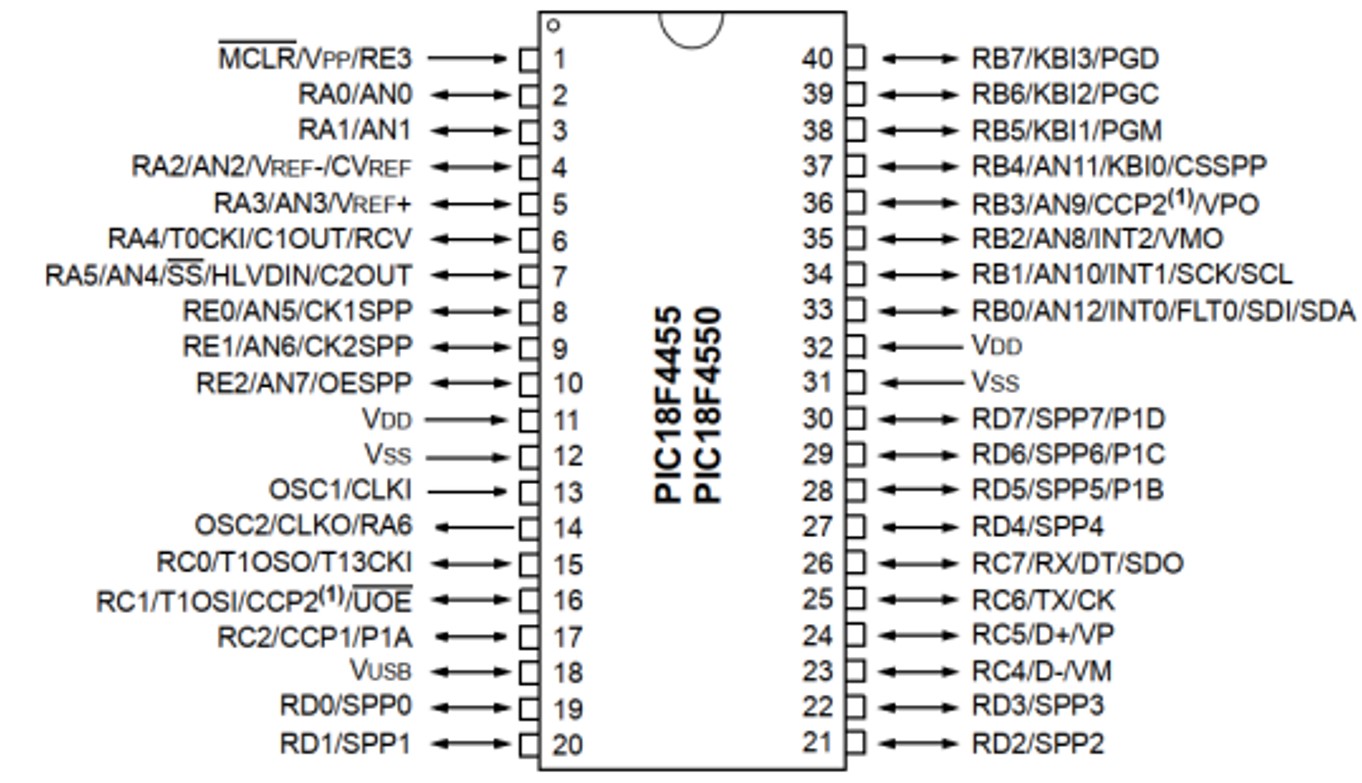 MCLR/VPP/RE3 1 40 RB7/KBI3/PGD
RA0/AN0 2 39 RB6/KBI2/PGC
RA1/AN1 3 38 RB5/KBI1/PGM
RA2/AN2/VREF-/CVREF 4 37 RB4/AN11/KBI0/CSSPP
RA3/AN3/VREF+ 5 36 RB3/AN9/CCP2(1)/VPO
RA4/T0CKI/C1OUT/RCV 6 35 RB2/AN8/INT2/VMO
RA5/AN4/SS/HLVDIN/C2OUT 7 34 RB1/AN10/INT1/SCK/SCL
RE0/AN5/CK1SPP 8 33 RB0/AN12/INT0/FLT0/SDI/SDA
RE1/AN6/CK2SPP 9 32 VDD
RE2/AN7/OESPP 10 31 VSS
VDD 11 30 RD7/SPP7/P1D
VSS 12 29 RD6/SPP6/P1C
OSC1/CLKI 13 28 RD5/SPP5/P1B
OSC2/CLKO/RA6 14 27 RD4/SPP4
RC0/T1OSO/T13CKI 15 26 RC7/RX/DT/SDO
RC1/T1OSI/CCP2(1)/UOE 16 25 RC6/TX/CK
RC2/CCP1/P1A 17 24 RC5/D+/VP
VUSB 18 23 RC4/D-/VM
RD0/SPP0 19 22 RD3/SPP3
RD1/SPP1 20 21 RD2/SPP2
PIC18F4455
PIC18F4550